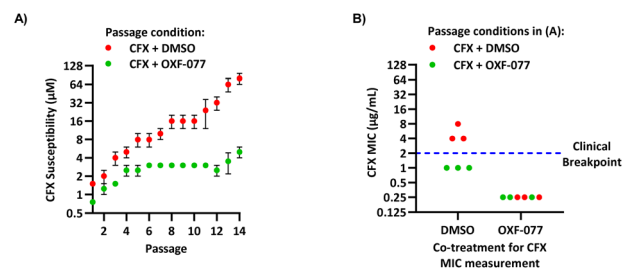 A)
Passage condition:
CFX + DMSO
CFX + OXF-077
CFX Susceptibility (μM)
128
64
32
16
8
4
2
1
0.5
2
4
6
8
10
12
14
Passage
B)
Passage conditions in (A):
CFX + DMSO
CFX + OXF-077
CFX MIC (μg/mL)
128
64
32
16
8
4
2
1
0.5
0.25
0.125
Clinical
Breakpoint
DMSO
OXF-077
Co-treatment for CFX
MIC measurement